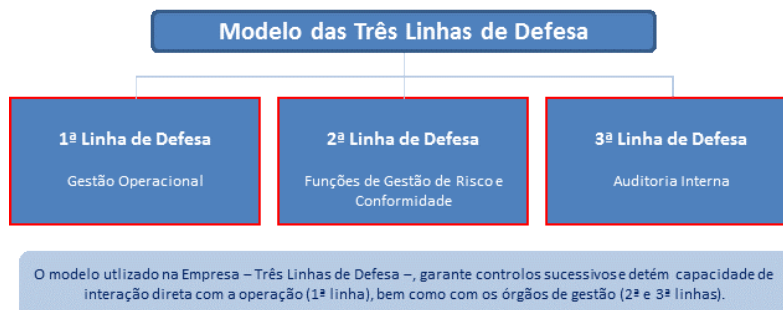 Modelo das Três Linhas de Defesa
1ª Linha de Defesa
Gestão Operacional
2ª Linha de Defesa
Funções de Gestão de Risco e
Conformidade
3ª Linha de Defesa
Auditoria Interna
O modelo utlizado na Empresa – Três Linhas de Defesa –, garante controlos sucessivos e detém capacidade de
interação direta com a operação (1ª linha), bem como com os órgãos de gestão (2ª e 3ª linhas).